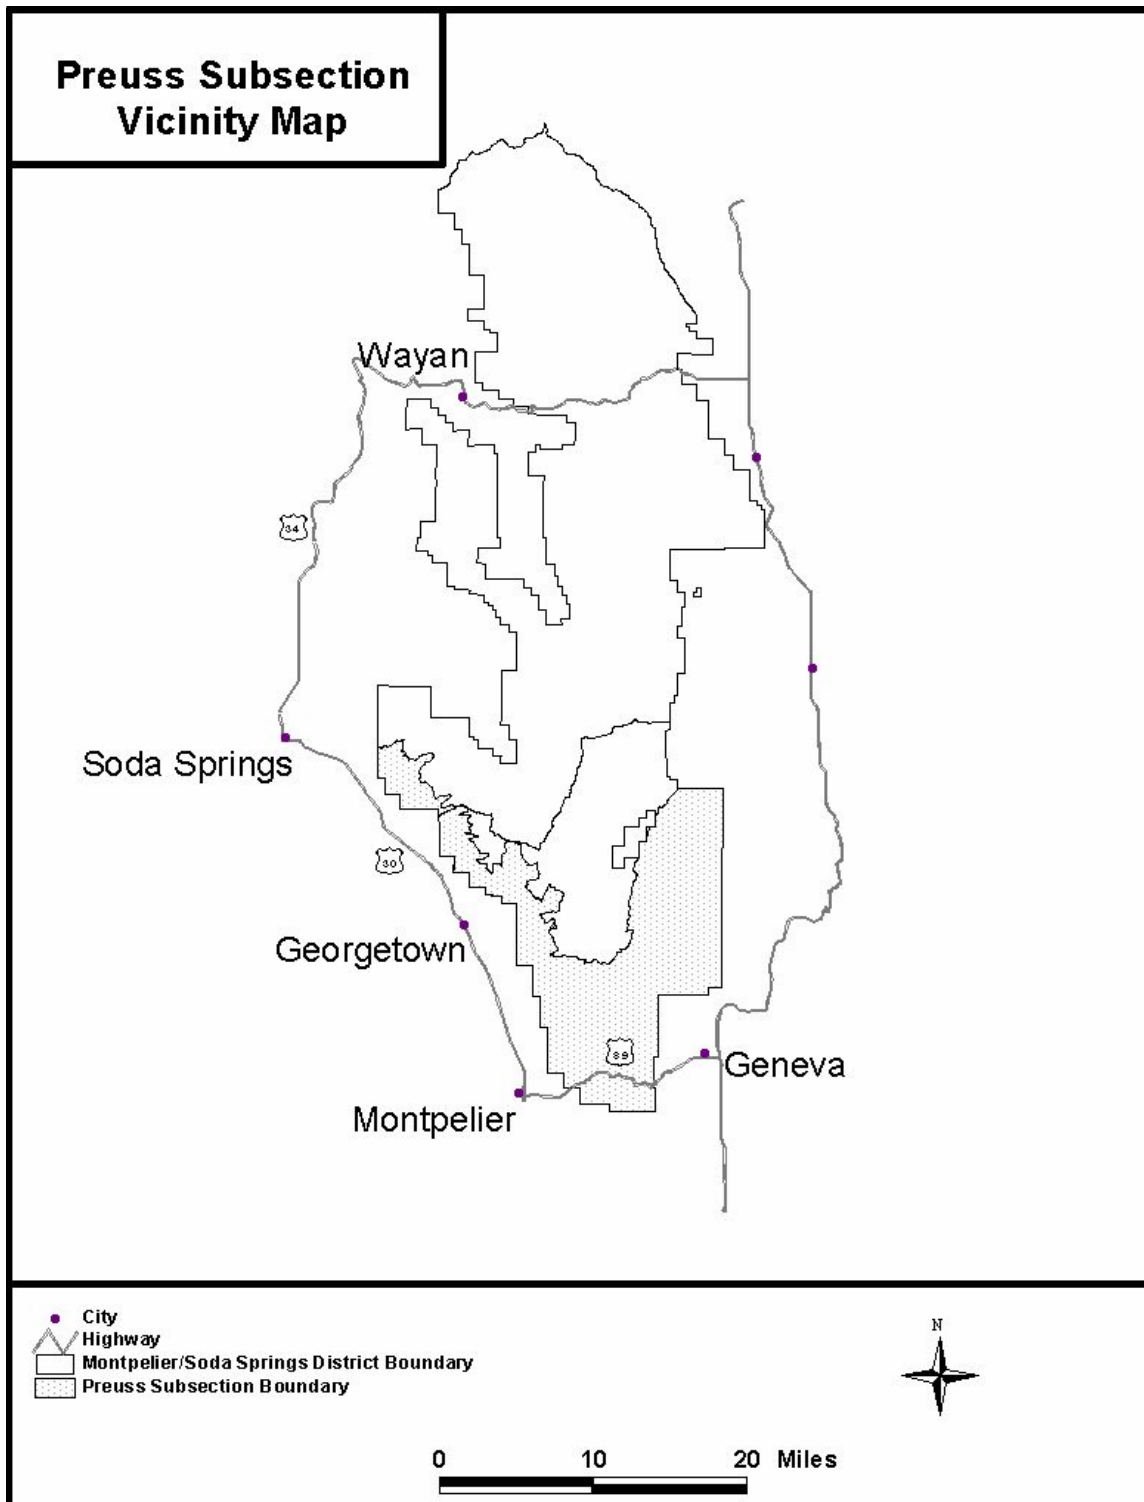 Preuss Subsection
Vicinity Map
Wayan
34
Soda Springs
30
Georgetown
89
Geneva
Montpelier
City
Highway
Montpelier/Soda Springs District Boundary
Preuss Subsection Boundary
N
0 10 20 Miles